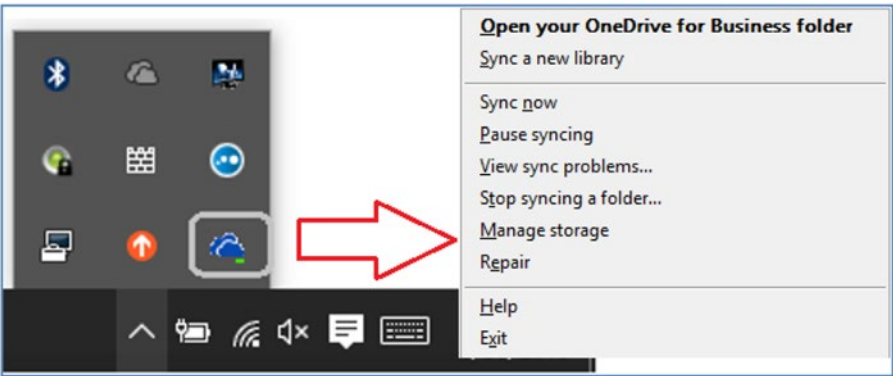 Open your OneDrive for Business folder
Sync a new library
Sync now
Pause syncing
View sync problems...
Stop syncing a folder...
Manage storage
Repair
Help
Exit